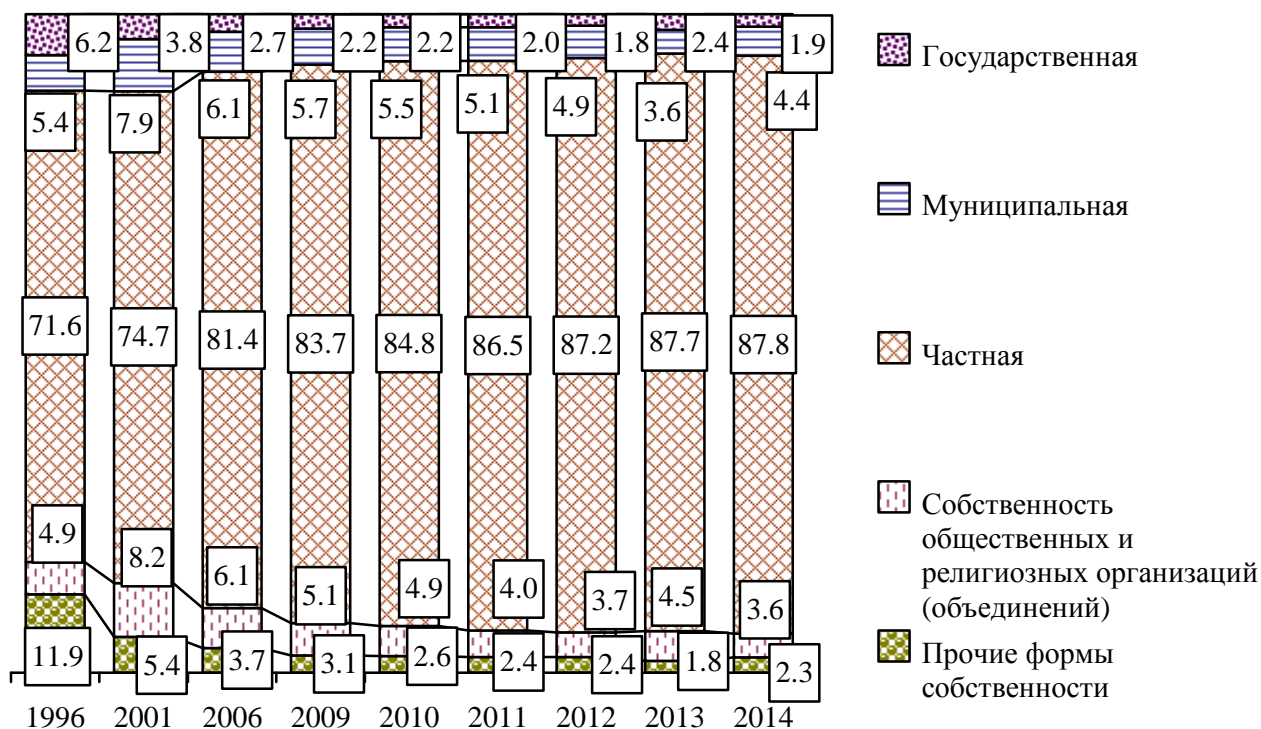 6.2 3.8 2.7 2.2 2.2 2.0 1.8 2.4 1.9
5.4 7.9 6.1 5.7 5.5 5.1 4.9 3.6 4.4
71.6 74.7 81.4 83.7 84.8 86.5 87.2 87.7 87.8
4.9 8.2 6.1 5.1 4.9 4.0 3.7 4.5 3.6
11.9 5.4 3.7 3.1 2.6 2.4 2.4 1.8 2.3
1996 2001 2006 2009 2010 2011 2012 2013 2014
Государственная
Муниципальная
Частная
Собственность
общественных и
религиозных организаций
(объединений)
Прочие формы
собственности